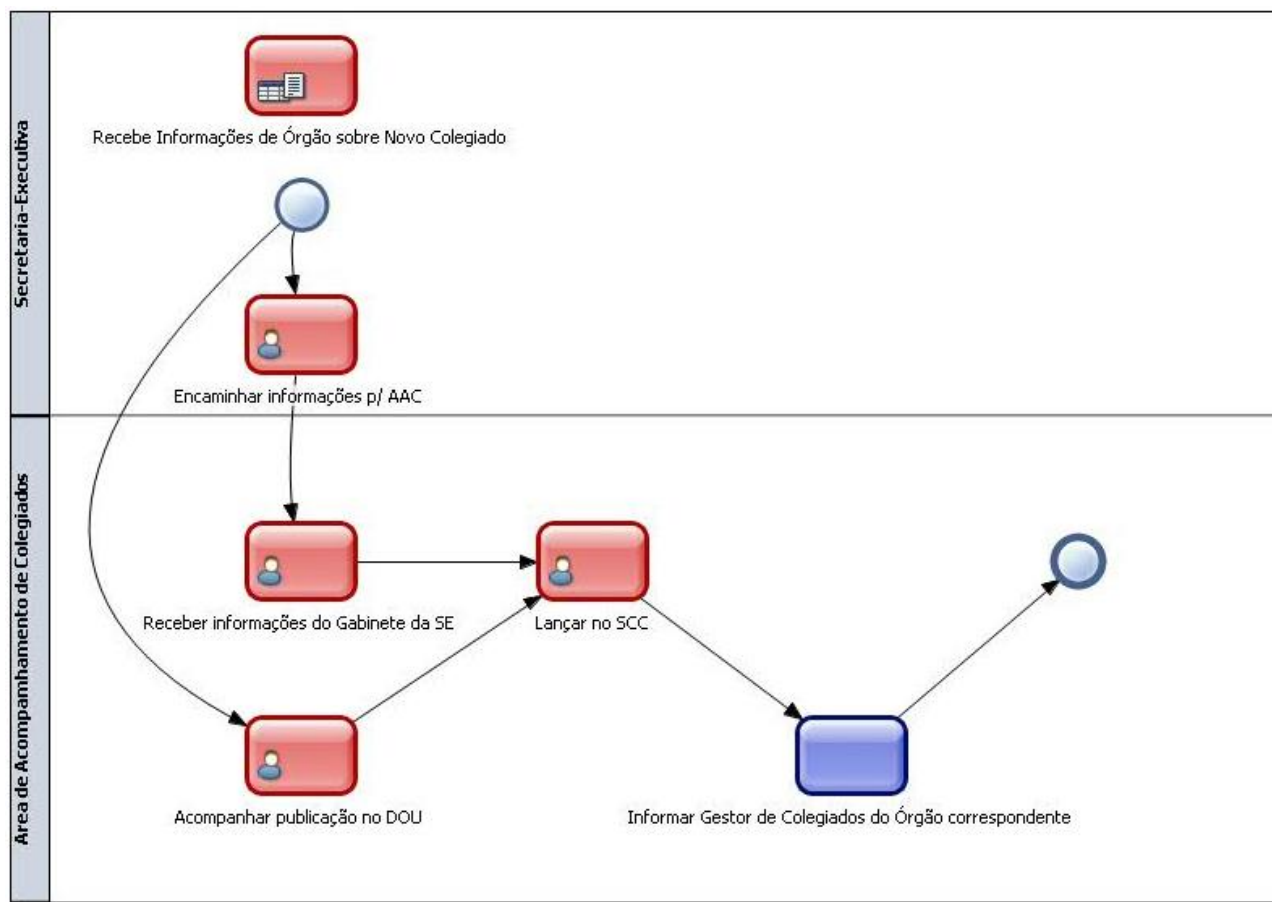 Secretaria-Executiva
Recebe Informações de Órgão sobre Novo Colegiado
Encaminhar informações p/ AAC
Area de Acompamhamento de Colegiados
Receber informações do Gabinete da SE
Lançar no SCC
Acompanhar publicação no DOU
Informar Gestor de Colegiados do Órgão correspondente